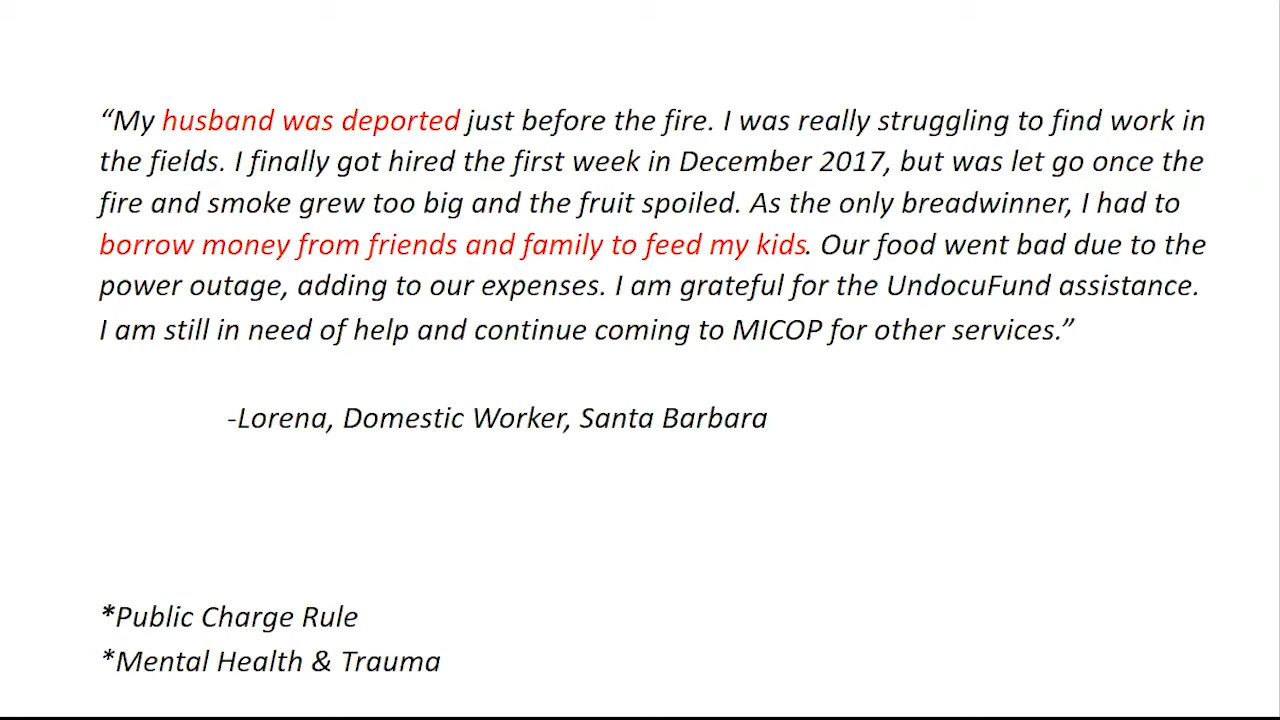 “My husband was deported just before the fire. I was really struggling to find work in
the fields. I finally got hired the first week in December 2017, but was let go once the
fire and smoke grew too big and the fruit spoiled. As the only breadwinner, I had to
borrow money from friends and family to feed my kids. Our food went bad due to the
power outage, adding to our expenses. I am grateful for the UndocuFund assistance.
I am still in need of help and continue coming to MICOP for other services.”
-Lorena, Domestic Worker, Santa Barbara
*Public Charge Rule
*Mental Health & Trauma